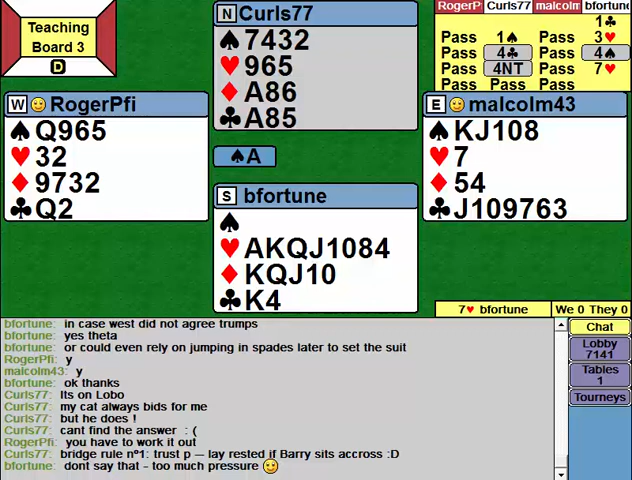 Teaching
Board 3
D
N Curls77
♠7432
♥965
♦A86
♣A85
RogerP Curls77 malcolm bfortune
1♣
Pass 1♠ Pass 3♥
Pass 4♣ Pass 4♠
Pass 4NT Pass 7♥
Pass Pass Pass
W RogerPfi
♠Q965
♥32
♦9732
♣Q2
♠A
E malcolm43
♠KJ108
♥7
♦54
♣J109763
S bfortune
♠
♥AKQJ1084
♦KQJ10
♣K4
7♥ bfortune We 0 They 0
bfortune: in case west did not agree trumps
bfortune: yes theta
bfortune: or could even rely on jumping in spades later to set the suit
RogerPfi: y
malcolm43: y
bfortune: ok thanks
Curls77: Its on Lobo
Curls77: my cat always bids for me
Curls77: but he does !
Curls77: cant find the answer : (
RogerPfi: you have to work it out
Curls77: bridge rule nº1: trust p -- lay rested if Barry sits accross :D
bfortune: dont say that - too much pressure
Chat
Lobby
7141
Tables
1
Tourneys